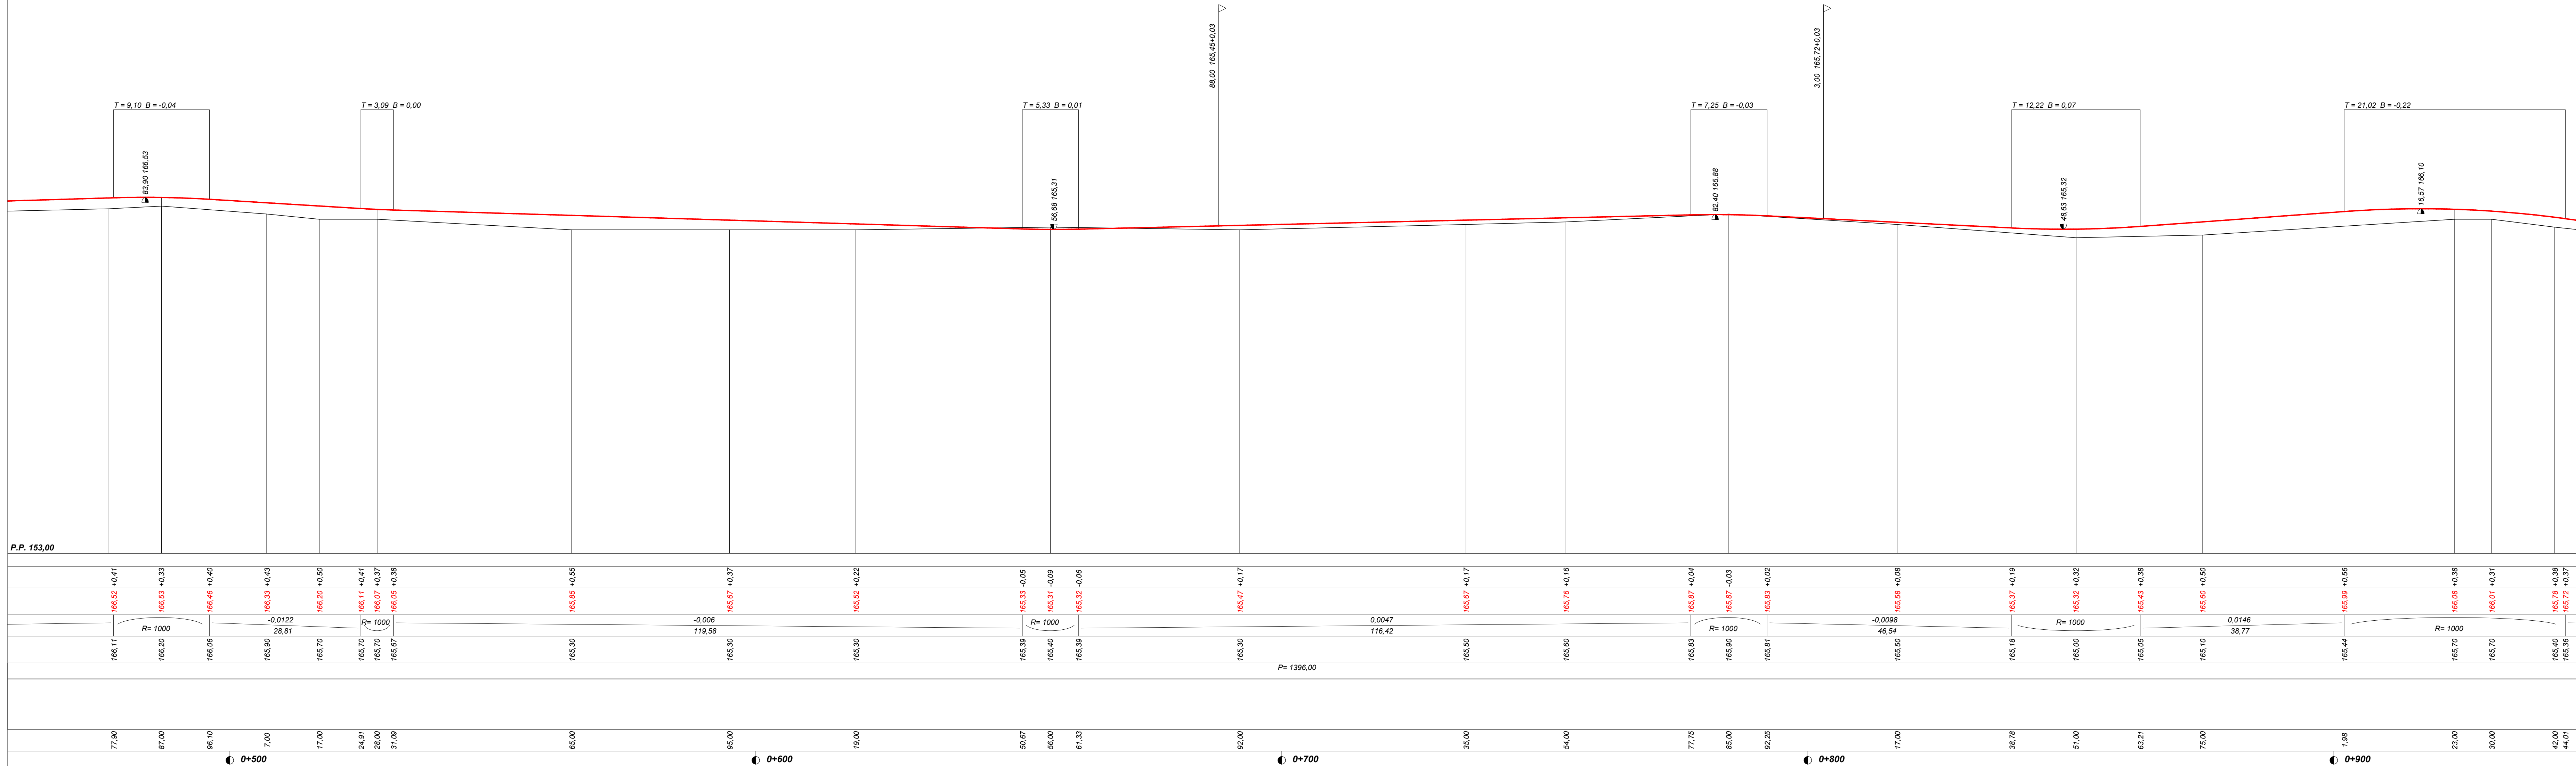 88,00 165,45+0,03
3,00 165,72+0,03
T = 9,10 B = -0,04
T = 3,09 B = 0,00
T = 5,33 B = 0,01
T = 7,25 B = -0,03
T = 12,22 B = 0,07
T = 21,02 B = -0,22
83,90 166,53
56,68 165,31
82,40 165,88
48,63 165,32
16,57 166,10
P.P. 153,00
+0,41 +0,33 +0,40 +0,43 +0,50 +0,41 +0,37 +0,38 +0,55 +0,37 +0,22 -0,05 -0,09 -0,06 +0,17 +0,17 +0,16 +0,04 -0,03 +0,02 +0,08 +0,19 +0,32 +0,38 +0,50 +0,56 +0,38 +0,31 +0,38 +0,37
166,52 166,53 166,46 166,33 166,20 166,11 166,07 166,05 165,85 165,67 165,52 165,33 165,31 165,32 165,47 165,67 165,76 165,87 165,87 165,83 165,58 165,37 165,32 165,43 165,60 165,99 166,08 166,01 165,78 165,72
R= 1000
-0,0122
28,81
R= 1000
-0,006
119,58
R= 1000
0,0047
116,42
R= 1000
-0,0098
46,54
R= 1000
0,0146
38,77
R= 1000
166,11 166,20 166,06 165,90 165,70 165,70 165,70 165,67 165,30 165,30 165,30 165,39 165,40 165,39 165,30 165,50 165,60 165,83 165,90 165,81 165,50 165,18 165,00 165,05 165,10 165,44 165,70 165,70 165,40 165,36
P= 1396,00
77,90 87,00 96,10 7,00 17,00 24,91 28,00 31,09 65,00 95,00 19,00 50,67 56,00 61,33 92,00 35,00 54,00 77,75 85,00 92,25 17,00 38,78 51,00 63,21 75,00 1,98 23,00 30,00 42,00 44,01
0+500 0+600 0+700 0+800 0+900